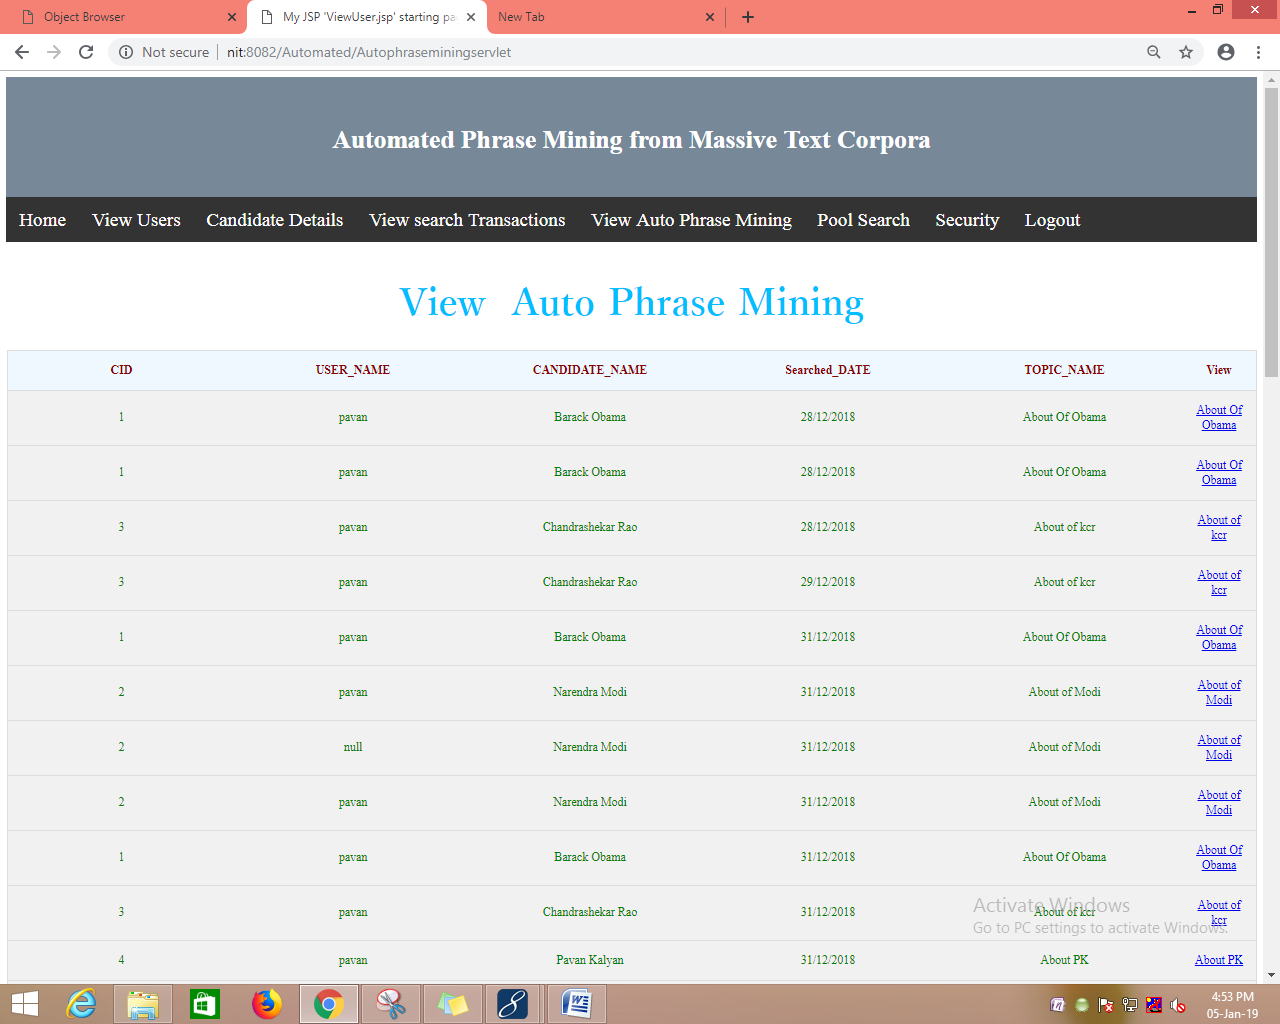 Object Browser
My JSP 'ViewUser.jsp' starting pa
New Tab
Not secure
nit:8082/Automated/Autophraseminingservlet
Automated Phrase Mining from Massive Text Corpora
Home View Users Candidate Details View search Transactions View Auto Phrase Mining Pool Search Security Logout
View Auto Phrase Mining
CID USER_NAME CANDIDATE_NAME Searched_DATE TOPIC_NAME View
1 pavan Barack Obama 28/12/2018 About Of Obama About Of
Obama
1 pavan Barack Obama 28/12/2018 About Of Obama About Of
Obama
3 pavan Chandrashekar Rao 28/12/2018 About of kcr About of
kcr
3 pavan Chandrashekar Rao 29/12/2018 About of kcr About of
kcr
1 pavan Barack Obama 31/12/2018 About Of Obama About Of
Obama
2 pavan Narendra Modi 31/12/2018 About of Modi About of
Modi
2 null Narendra Modi 31/12/2018 About of Modi About of
Modi
2 pavan Narendra Modi 31/12/2018 About of Modi About of
Modi
1 pavan Barack Obama 31/12/2018 About Of Obama About Of
Obama
3 pavan Chandrashekar Rao 31/12/2018 About of kcr About of
kcr
4 pavan Pavan Kalyan 31/12/2018 About PK About PK
Activate Windows
Go to PC settings to activate Windows.
4:53 PM
05-Jan-19